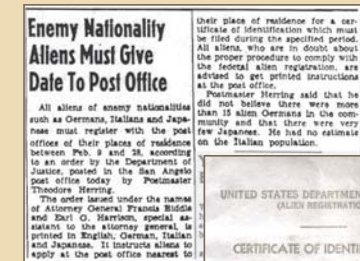 Enemy Nationality
Aliens Must Give
Date To Post Office
All aliens of enemy nationalities
such as Germans, Italians and Japa-
nese must register with the post
offices of their places of residence
between Feb. 9 and 28, according
to an order by the Department of
Justice, posted in the San Angelo
post office today by Postmaster
Theodore Herring.
The order issued under the names
of Attorney General Francis Biddle
and Earl G. Harrison, special as-
sistant to the attorney general, is
printed in English, German, Italian
and Japanese. It instructs aliens to
apply at the post office nearest to
their place of residence for a cer-
tificate of identification which must
be filed during the specified period.
All aliens, who are in doubt about
the proper procedure to comply with
the federal alien registration, are
advised to get printed instructions
at the post office.
Postmaster Herring said that he
did not believe there were more
than 15 alien Germans in the com-
munity and that there were very
few Japanese. He had no estimate
on the Italian population.
UNITED STATES DEPARTMEN
(ALIEN REGISTRATIO
CERTIFICATE OF IDENTI